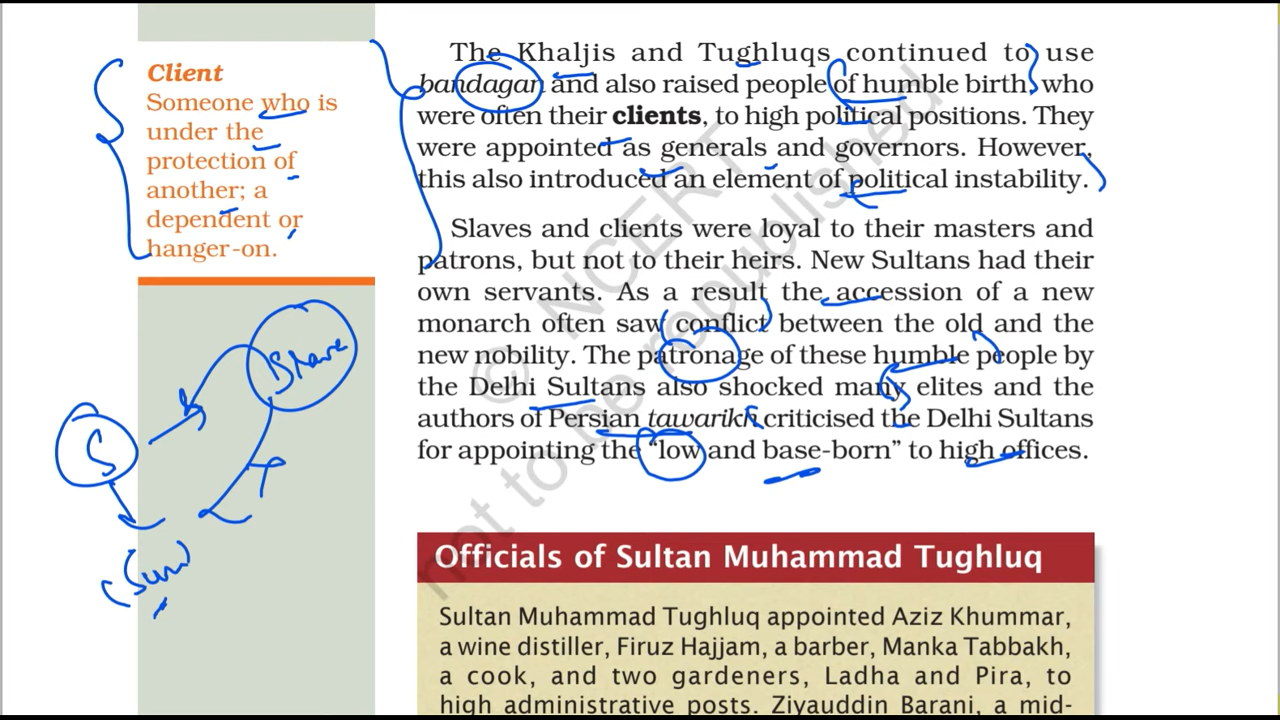 Client
Someone who is
under the
protection of
another; a
dependent or
hanger-on.
The Khaljis and Tughluqs continued to use
bandagan and also raised people of humble birth, who
were often their clients, to high political positions. They
were appointed as generals and governors. However,
this also introduced an element of political instability.
Slaves and clients were loyal to their masters and
patrons, but not to their heirs. New Sultans had their
own servants. As a result the accession of a new
monarch often saw conflict between the old and the
new nobility. The patronage of these humble people by
the Delhi Sultans also shocked many elites and the
authors of Persian tawarikh criticised the Delhi Sultans
for appointing the “low and base-born” to high offices.
S
© NCERT
not to be republished
Officials of Sultan Muhammad Tughluq
Sultan Muhammad Tughluq appointed Aziz Khummar,
a wine distiller, Firuz Hajjam, a barber, Manka Tabbakh,
a cook, and two gardeners, Ladha and Pira, to
high administrative posts. Ziyauddin Barani, a mid-